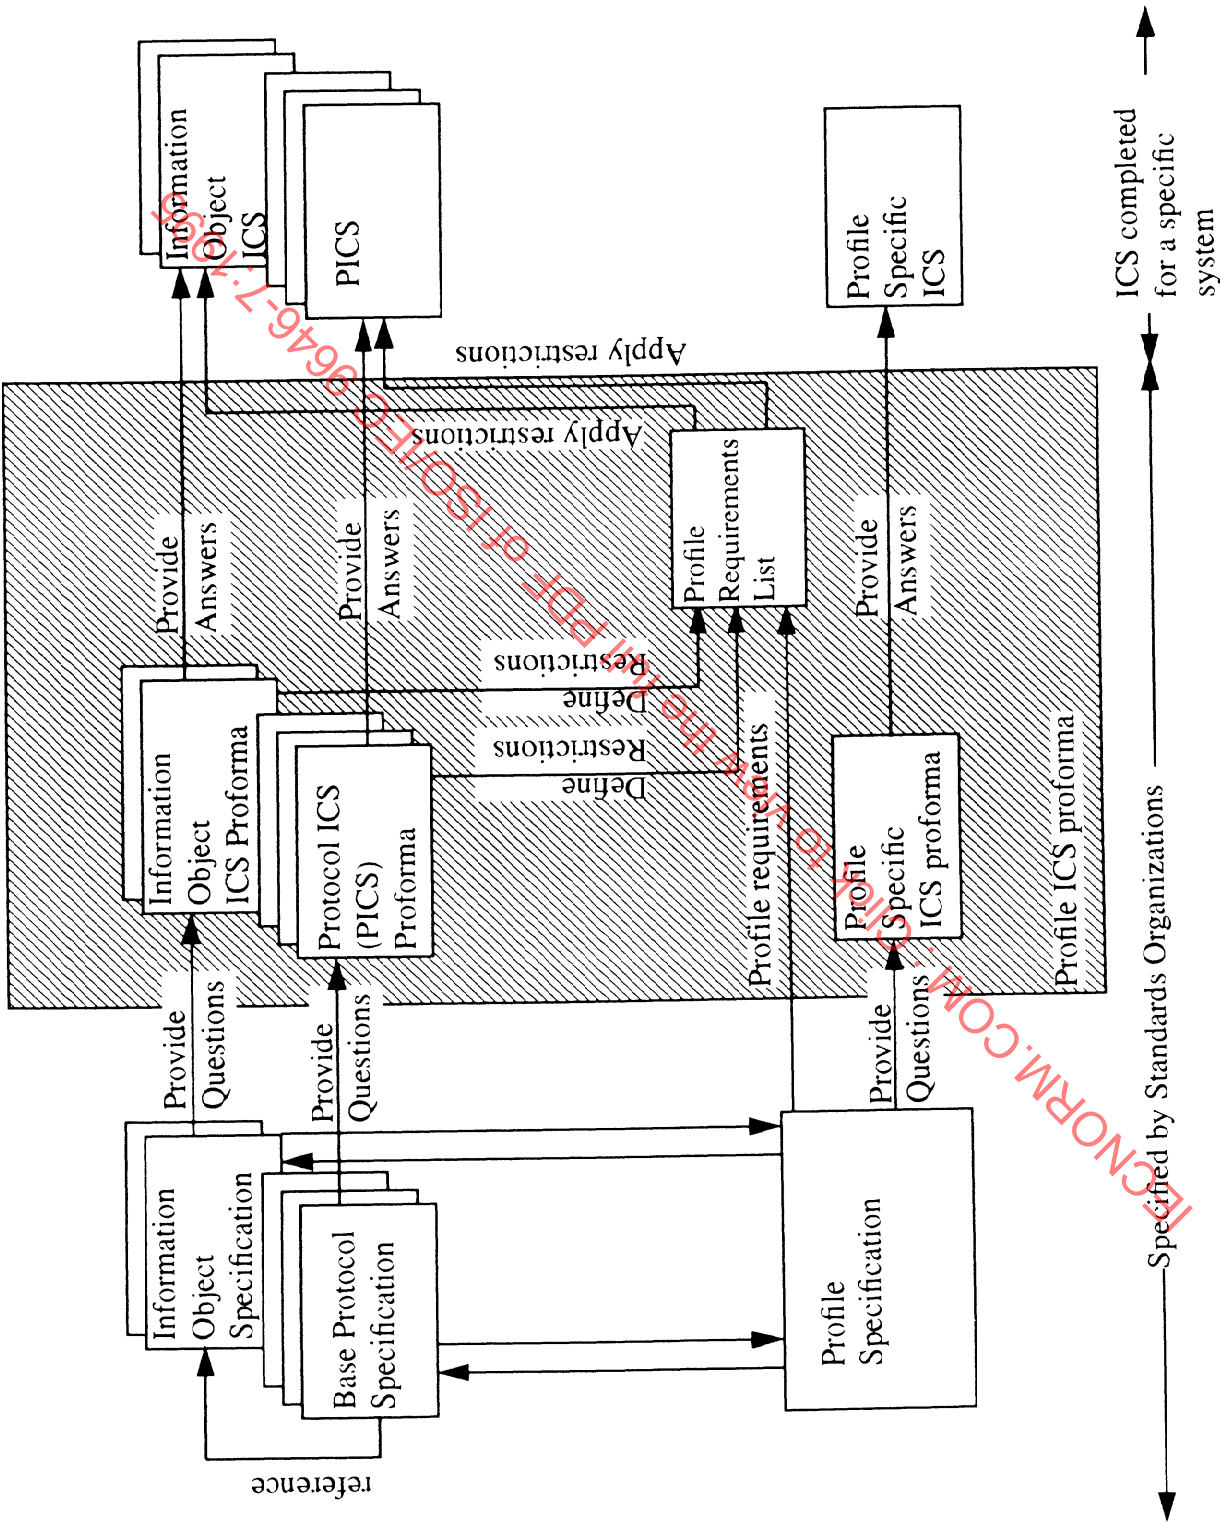 Information
Object
Specification
Base Protocol
Specification
reference
Profile
Specification
Provide
Questions
Provide
Questions
Provide
Questions
Information
Object
ICS Proforma
Protocol ICS
(PICS)
Proforma
Define
Restrictions
Define
Restrictions
Profile requirements
Profile
Specific
ICS proforma
Profile ICS proforma
Provide
Answers
Provide
Answers
Profile
Requirements
List
Provide
Answers
Apply restrictions
Apply restrictions
Information
Object
ICS
PICS
Profile
Specific
ICS
Specified by Standards Organizations
ICS completed
for a specific
system
IECNORM.COM : Click to view the full PDF of ISO/IEC 9646-7:1995